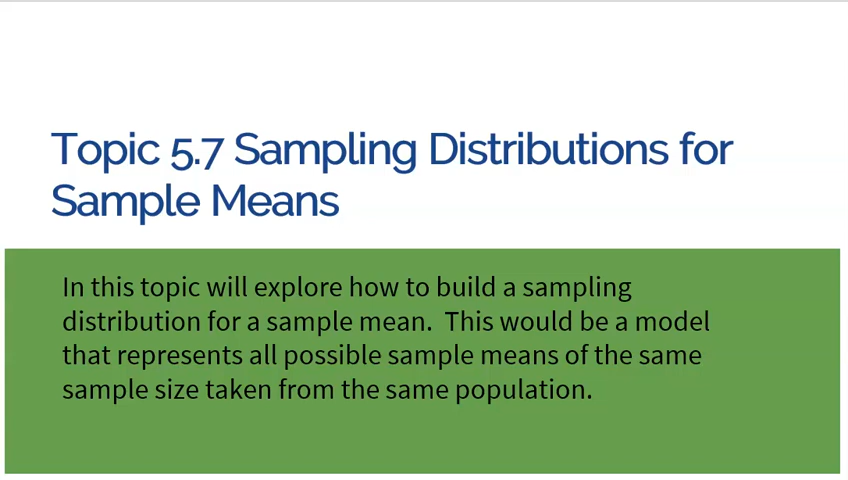 Topic 5.7 Sampling Distributions for
Sample Means
In this topic will explore how to build a sampling
distribution for a sample mean.  This would be a model
that represents all possible sample means of the same
sample size taken from the same population.